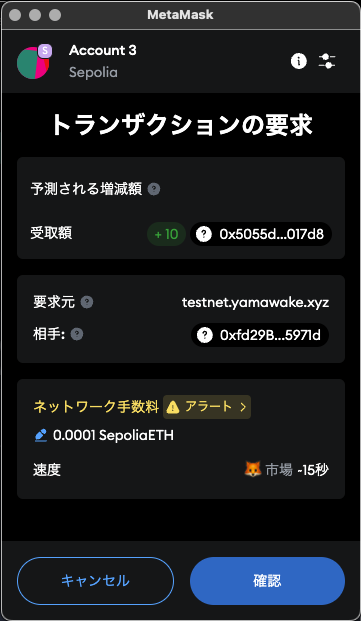 MetaMask
S
Account 3
Sepolia
トランザクションの要求
予測される増減額
受取額 + 10 0x5055d...017d8
要求元 testnet.yamawake.xyz
相手: 0xfd29B...5971d
ネットワーク手数料 アラート
0.0001 SepoliaETH
速度 市場 ~15秒
キャンセル 確認